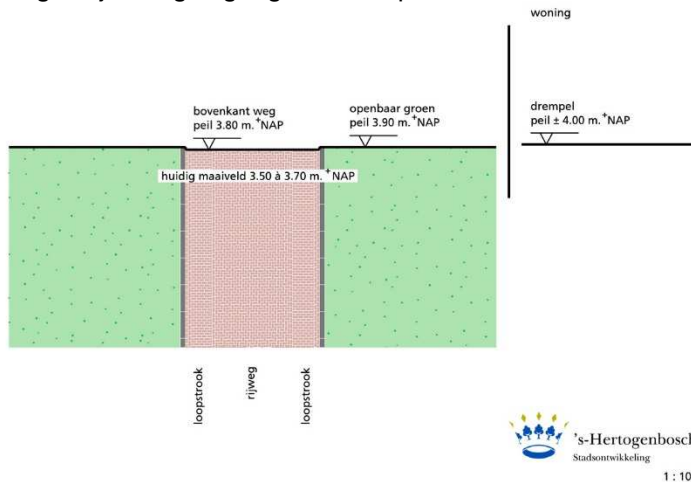 woning
bovenkant weg
peil 3.80 m.⁺NAP
openbaar groen
peil 3.90 m.⁺NAP
drempel
peil ± 4.00 m.⁺NAP
huidig maaiveld 3.50 à 3.70 m.⁺NAP
loopstrook
rijweg
loopstrook
's-Hertogenbosch
Stadsontwikkeling
1 : 10